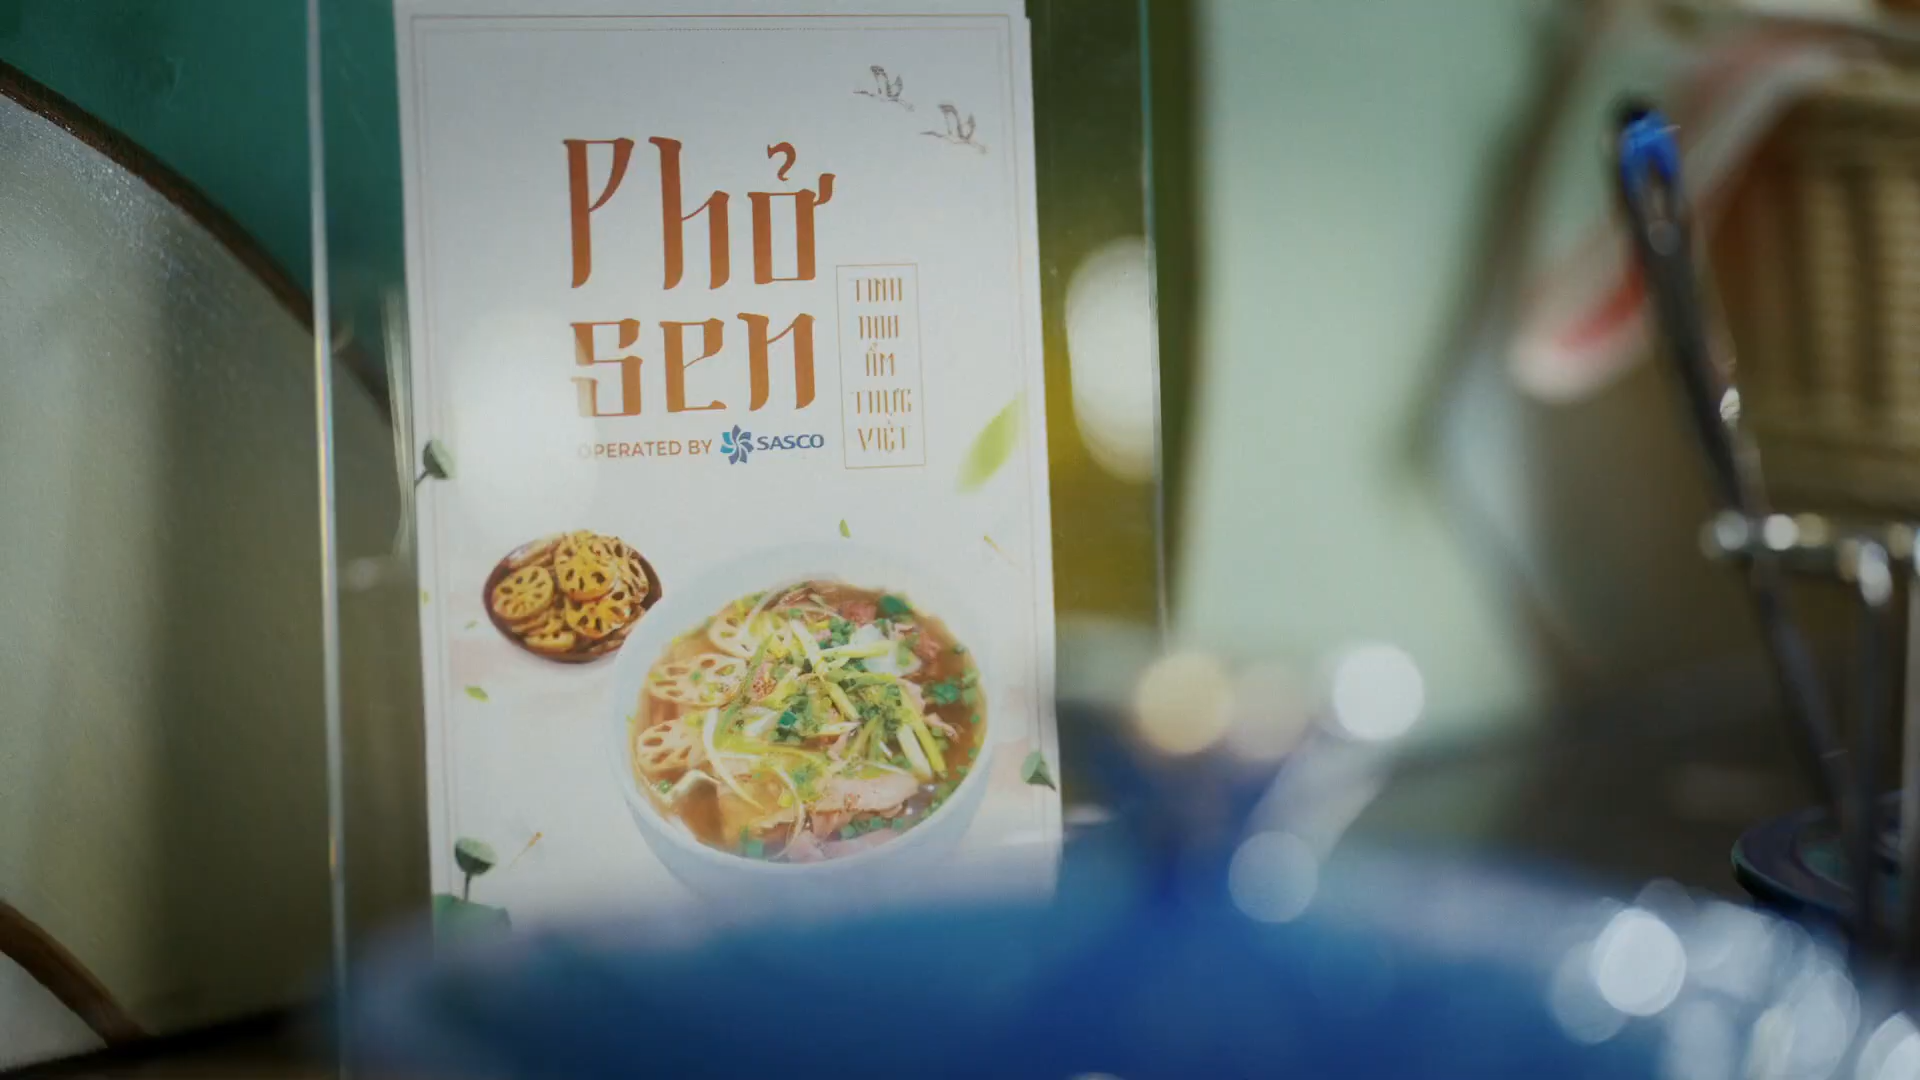 Phở
sen
OPERATED BY SASCO
TINH
HOA
ẨM
THỰC
VIỆT